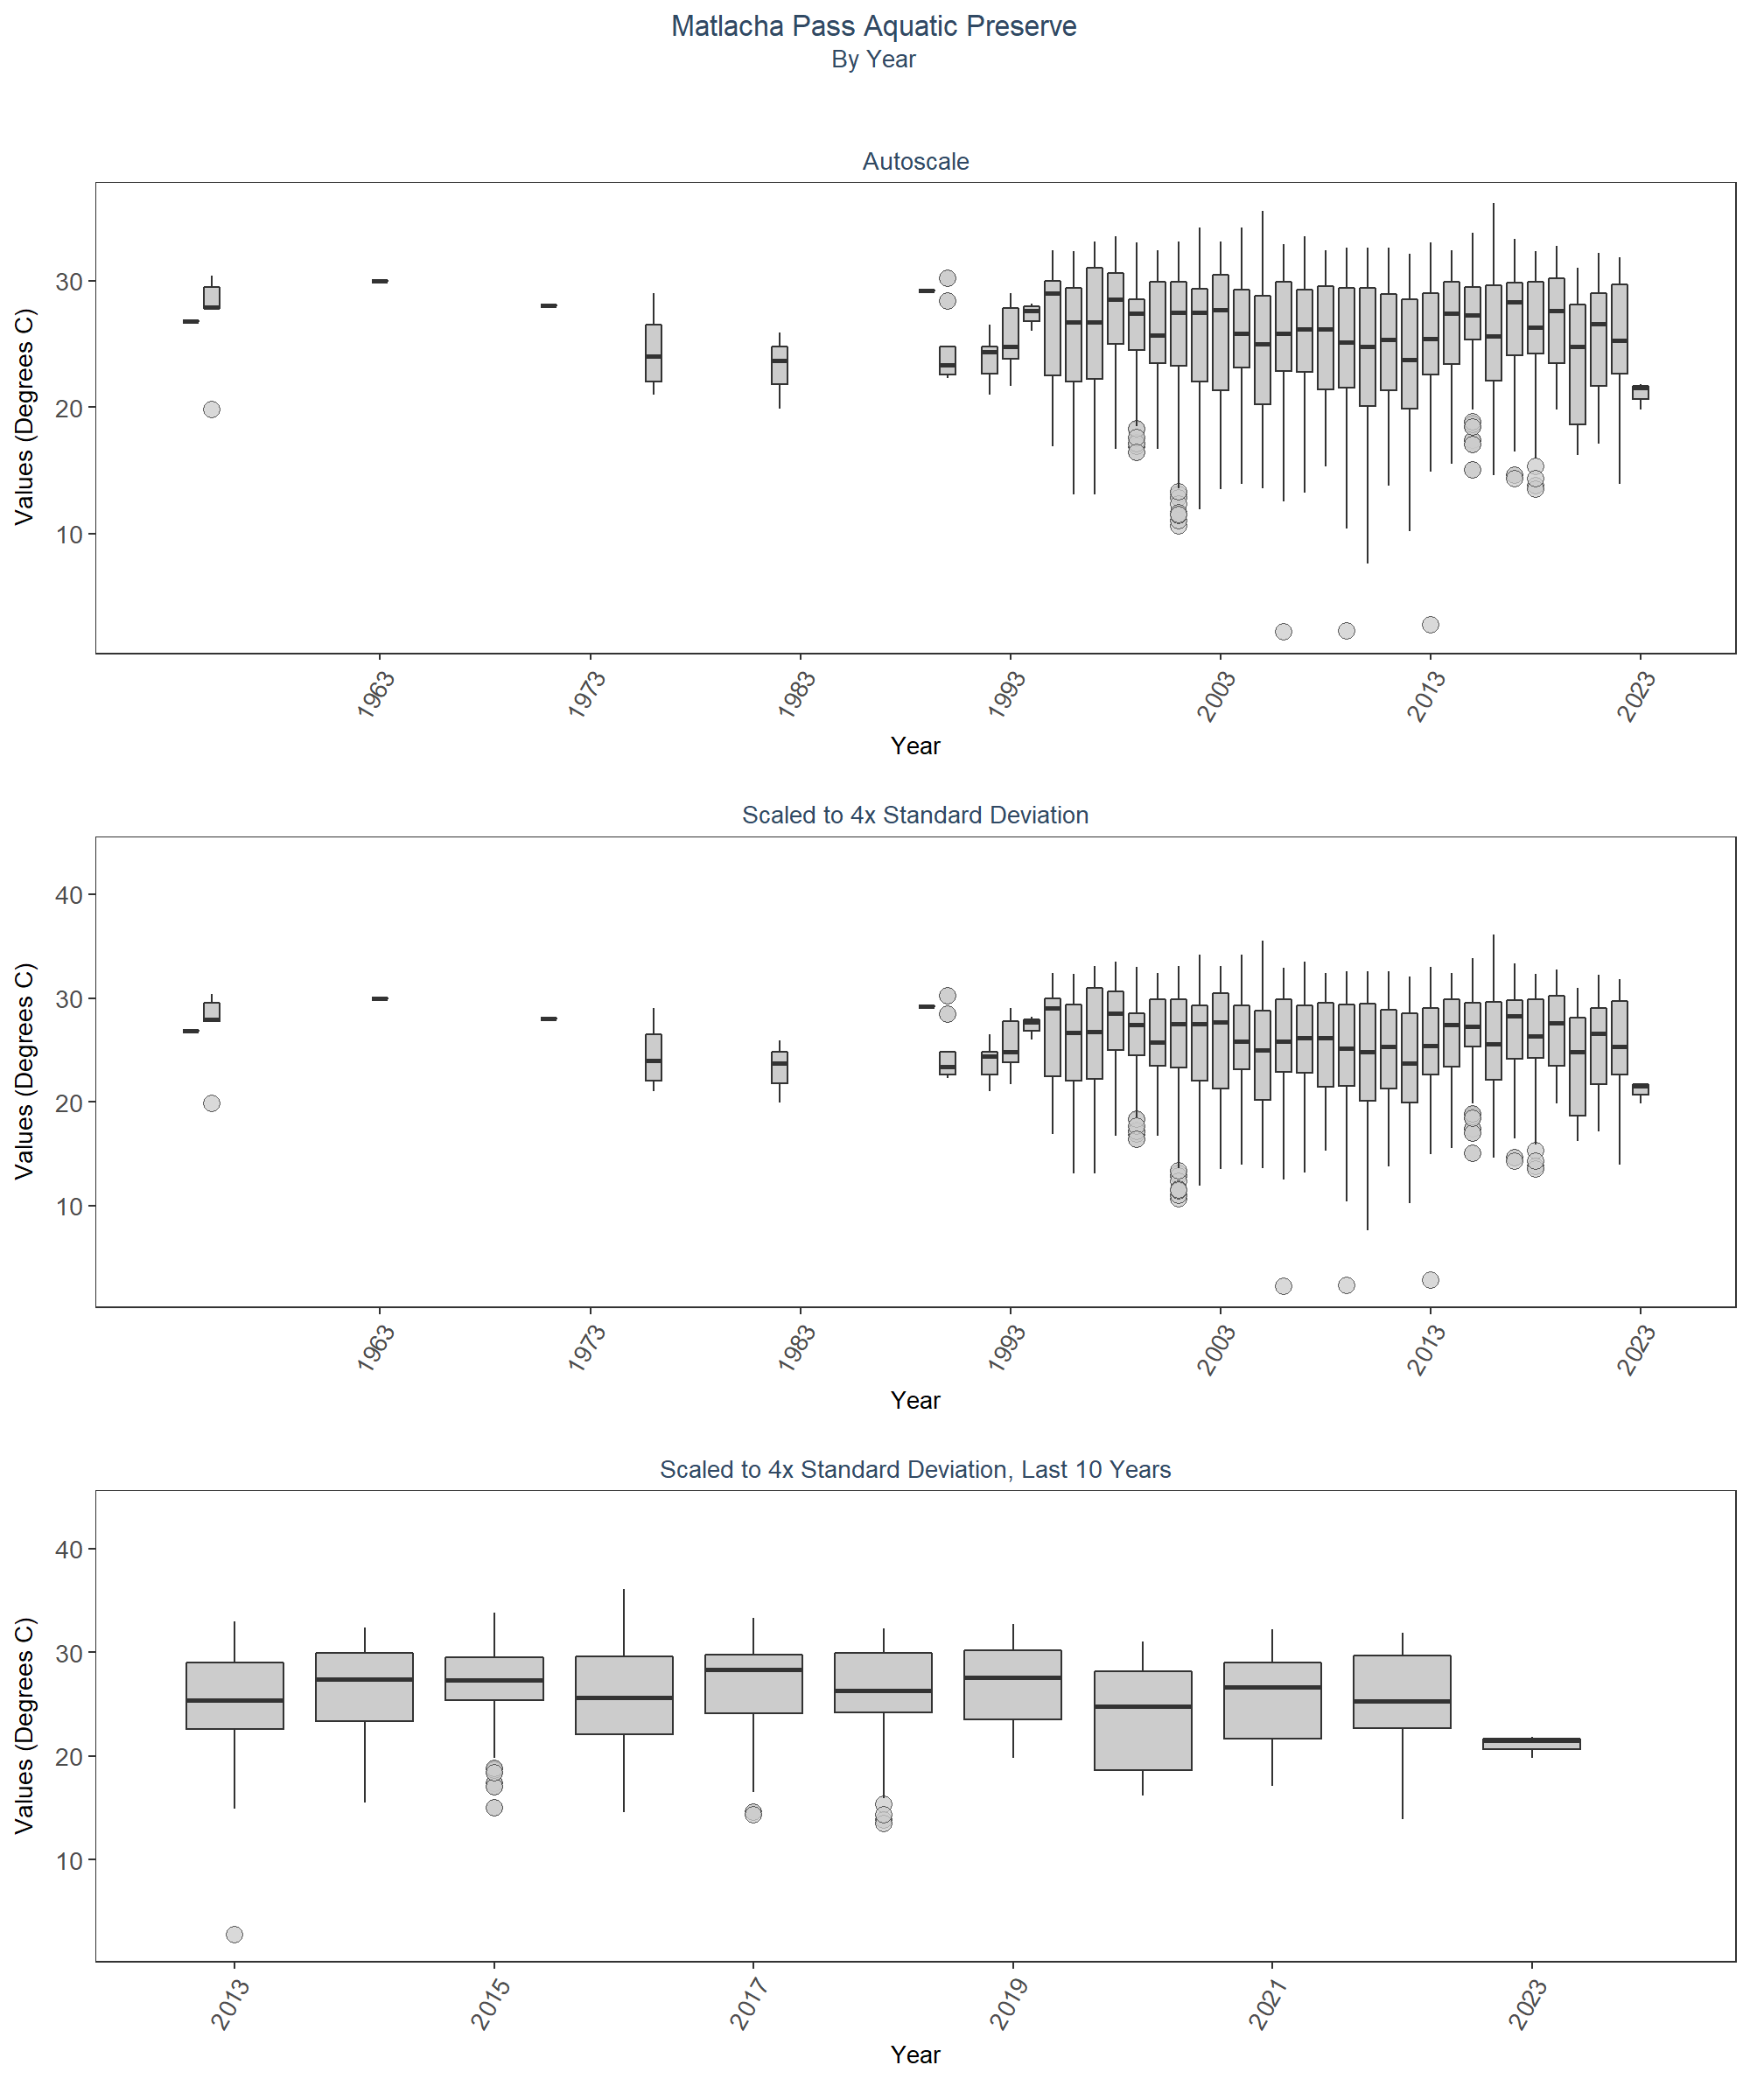 Matlacha Pass Aquatic Preserve
By Year
Autoscale
Values (Degrees C)
30
20
10
1963 1973 1983 1993 2003 2013 2023
Year
Scaled to 4x Standard Deviation
Values (Degrees C)
40
30
20
10
1963 1973 1983 1993 2003 2013 2023
Year
Scaled to 4x Standard Deviation, Last 10 Years
Values (Degrees C)
40
30
20
10
2013 2015 2017 2019 2021 2023
Year